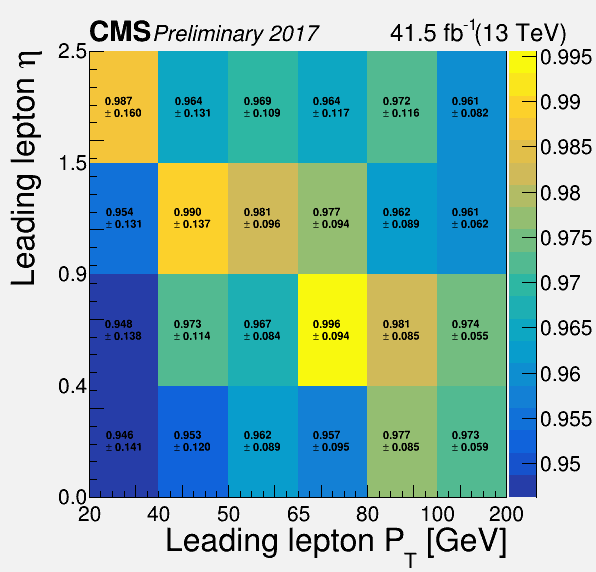 CMS Preliminary 2017 41.5 fb⁻¹(13 TeV)
2.5
1.5
0.9
0.4
0.0
Leading lepton η
0.987 0.964 0.969 0.964 0.972 0.961
± 0.160 ± 0.131 ± 0.109 ± 0.117 ± 0.116 ± 0.082
0.954 0.990 0.981 0.977 0.962 0.961
± 0.131 ± 0.137 ± 0.096 ± 0.094 ± 0.089 ± 0.062
0.948 0.973 0.967 0.996 0.981 0.974
± 0.138 ± 0.114 ± 0.084 ± 0.094 ± 0.085 ± 0.055
0.946 0.953 0.962 0.957 0.977 0.973
± 0.141 ± 0.120 ± 0.089 ± 0.095 ± 0.085 ± 0.059
20 40 50 65 80 100 200
Leading lepton P_T [GeV]
0.995
0.99
0.985
0.98
0.975
0.97
0.965
0.96
0.955
0.95